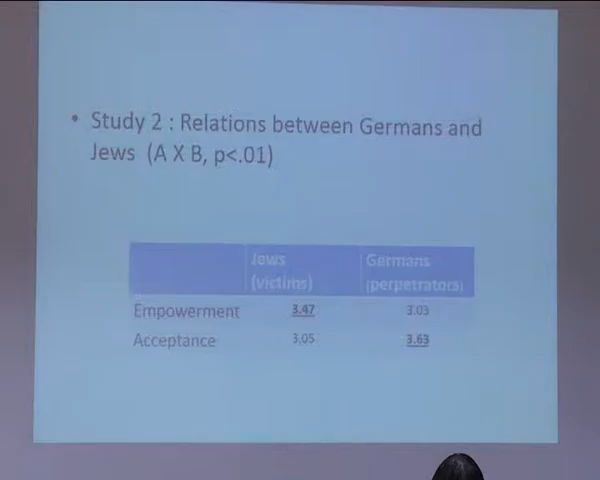 • Study 2 : Relations between Germans and
Jews (A X B, p<.01)
Jews (victims) Germans (perpetrators)
Empowerment 3.47 3.03
Acceptance 3.05 3.63